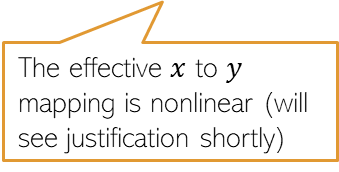 The effective x to y
mapping is nonlinear (will
see justification shortly)